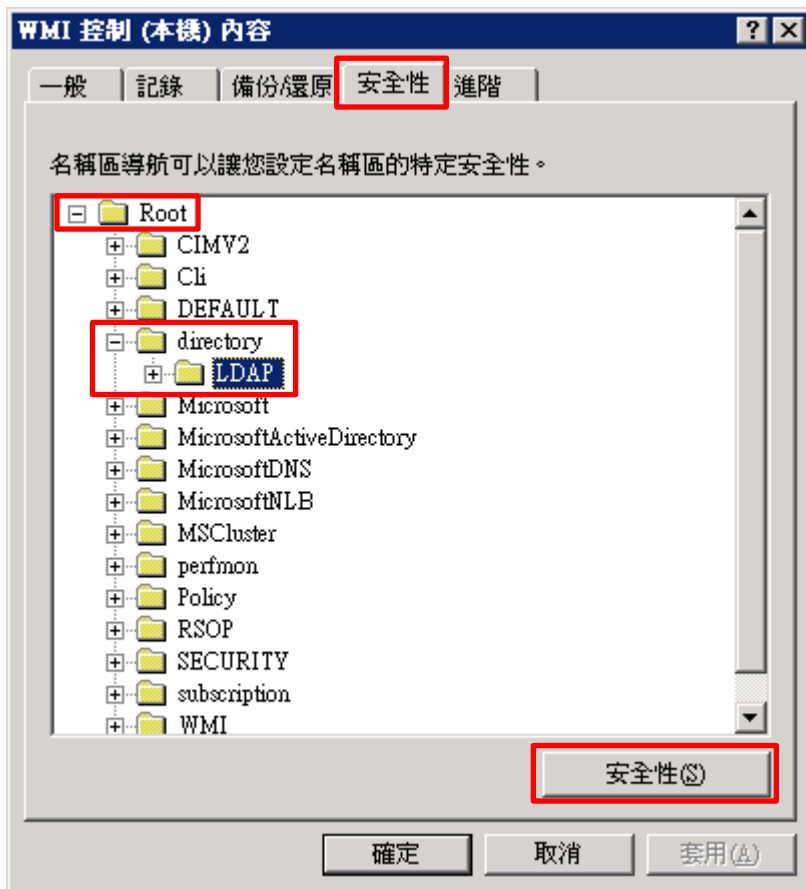 WMI 控制 (本機) 內容
一般 記錄 備份/還原 安全性 進階
名稱區導航可以讓您設定名稱區的特定安全性。
Root
CIMV2
Cli
DEFAULT
directory
LDAP
Microsoft
MicrosoftActiveDirectory
MicrosoftDNS
MicrosoftNLB
MSCluster
perfmon
Policy
RSOP
SECURITY
subscription
WMI
安全性(S)
確定 取消 套用(A)